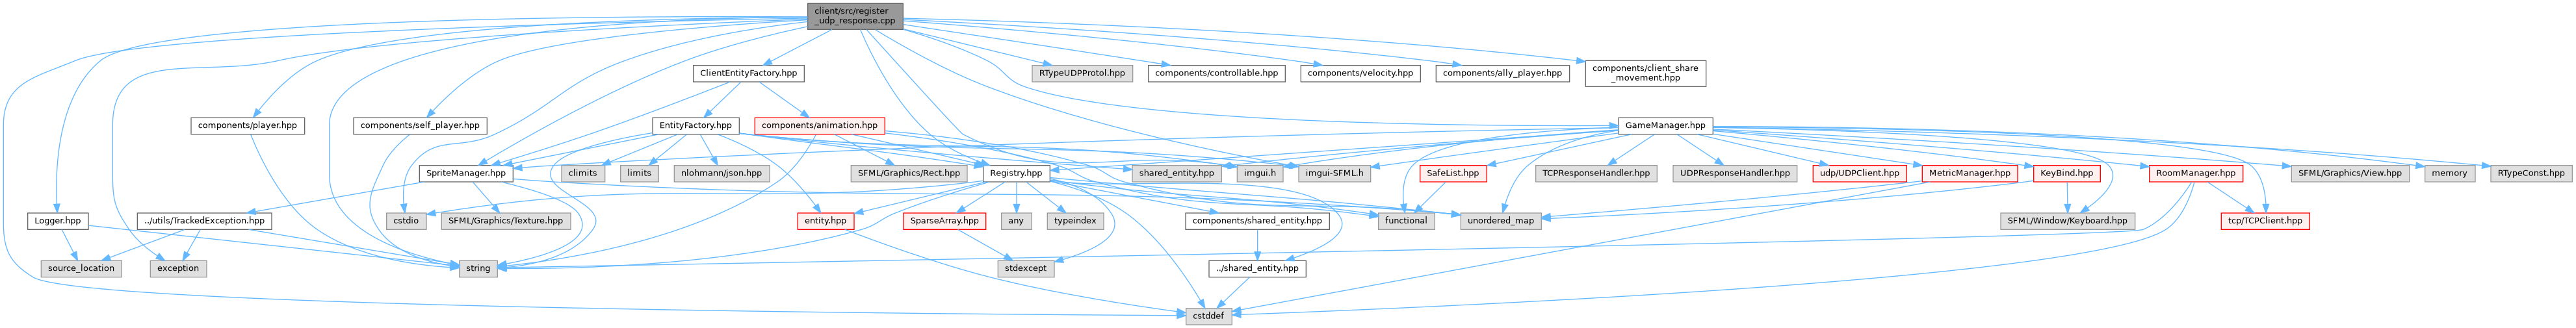 client/src/register
_udp_response.cpp
ClientEntityFactory.hpp
RTypeUDPProtol.hpp
components/controllable.hpp
components/velocity.hpp
components/ally_player.hpp
components/client_share
_movement.hpp
components/player.hpp
components/self_player.hpp
EntityFactory.hpp
components/animation.hpp
GameManager.hpp
SpriteManager.hpp
climits
limits
nlohmann/json.hpp
SFML/Graphics/Rect.hpp
Registry.hpp
shared_entity.hpp
imgui.h
imgui-SFML.h
SafeList.hpp
TCPResponseHandler.hpp
UDPResponseHandler.hpp
udp/UDPClient.hpp
MetricManager.hpp
KeyBind.hpp
RoomManager.hpp
SFML/Graphics/View.hpp
memory
RTypeConst.hpp
Logger.hpp
../utils/TrackedException.hpp
cstdio
SFML/Graphics/Texture.hpp
entity.hpp
SparseArray.hpp
any
typeindex
components/shared_entity.hpp
functional
unordered_map
SFML/Window/Keyboard.hpp
tcp/TCPClient.hpp
source_location
exception
string
stdexcept
../shared_entity.hpp
cstddef